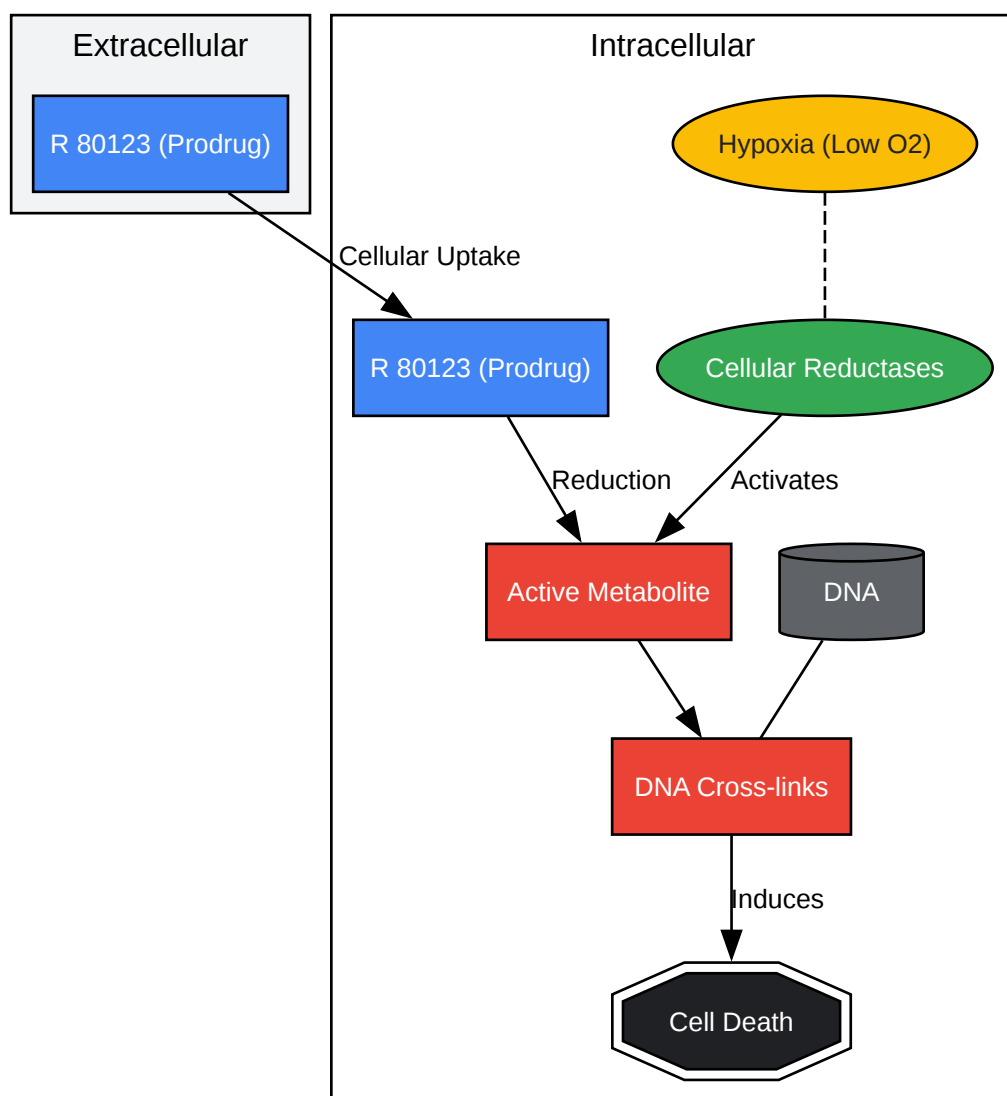 Extracellular
Intracellular
R 80123 (Prodrug)
Hypoxia (Low O2)
Cellular Uptake
R 80123 (Prodrug)
Cellular Reductases
Reduction
Activates
Active Metabolite
DNA
DNA Cross-links
Induces
Cell Death